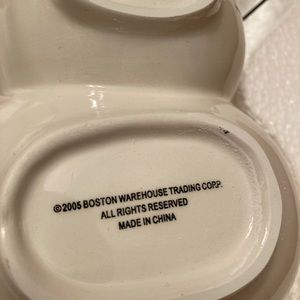 ©2005 BOSTON WAREHOUSE TRADING CORP.
ALL RIGHTS RESERVED
MADE IN CHINA